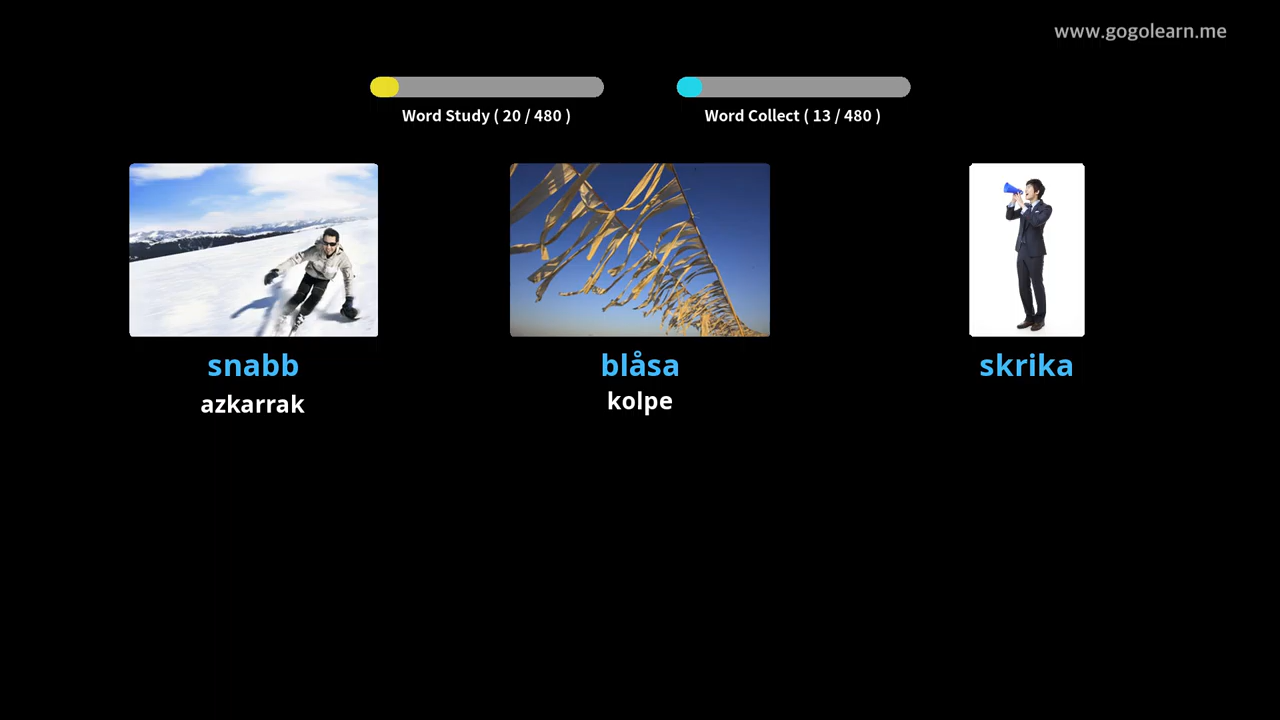 www.gogolearn.me
Word Study ( 20 / 480 )
Word Collect ( 13 / 480 )
snabb
azkarrak
blåsa
kolpe
skrika